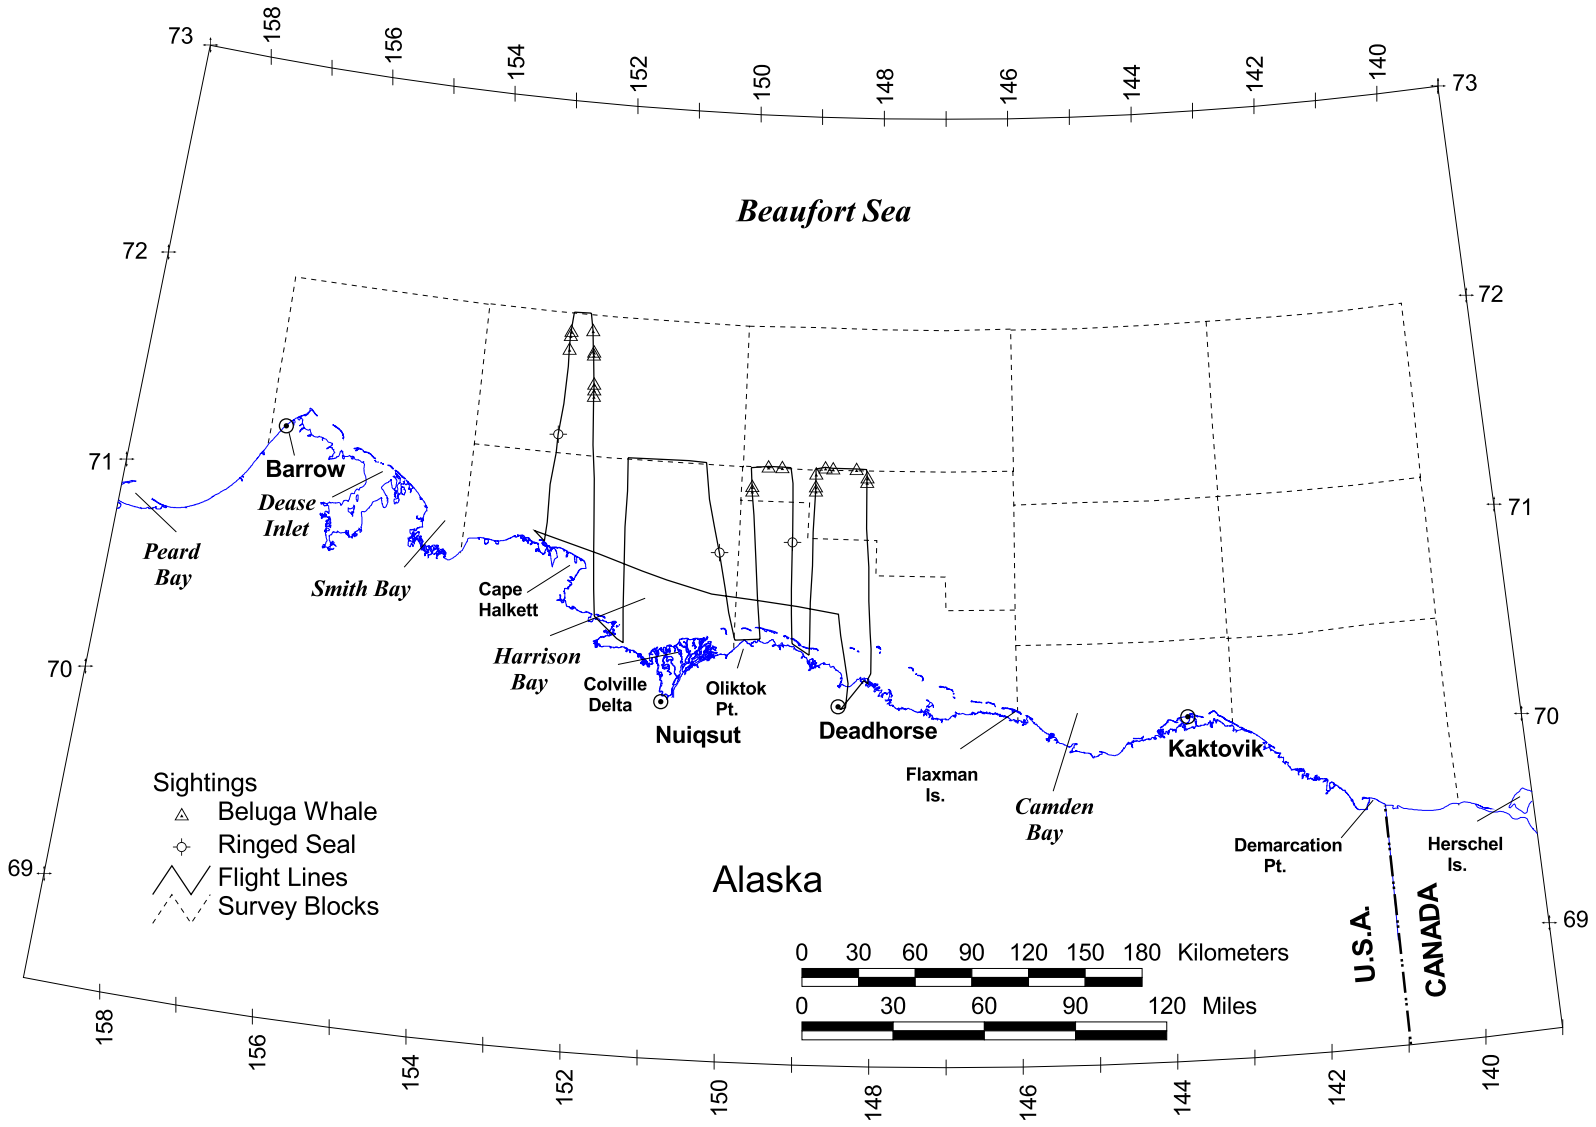 158
156
154
152
150
148
146
144
142
140
73
73
Beaufort Sea
72
72
71
71
Barrow
Dease
Inlet
Peard
Bay
Smith Bay
Cape
Halkett
Harrison
Bay
Colville
Delta
Oliktok
Pt.
Nuiqsut
Deadhorse
70
70
Kaktovik
Flaxman
Is.
Camden
Bay
Demarcation
Pt.
Herschel
Is.
Sightings
Beluga Whale
Ringed Seal
Flight Lines
Survey Blocks
69
69
Alaska
U.S.A.
CANADA
0 30 60 90 120 150 180 Kilometers
0 30 60 90 120 Miles
158
156
154
152
150
148
146
144
142
140